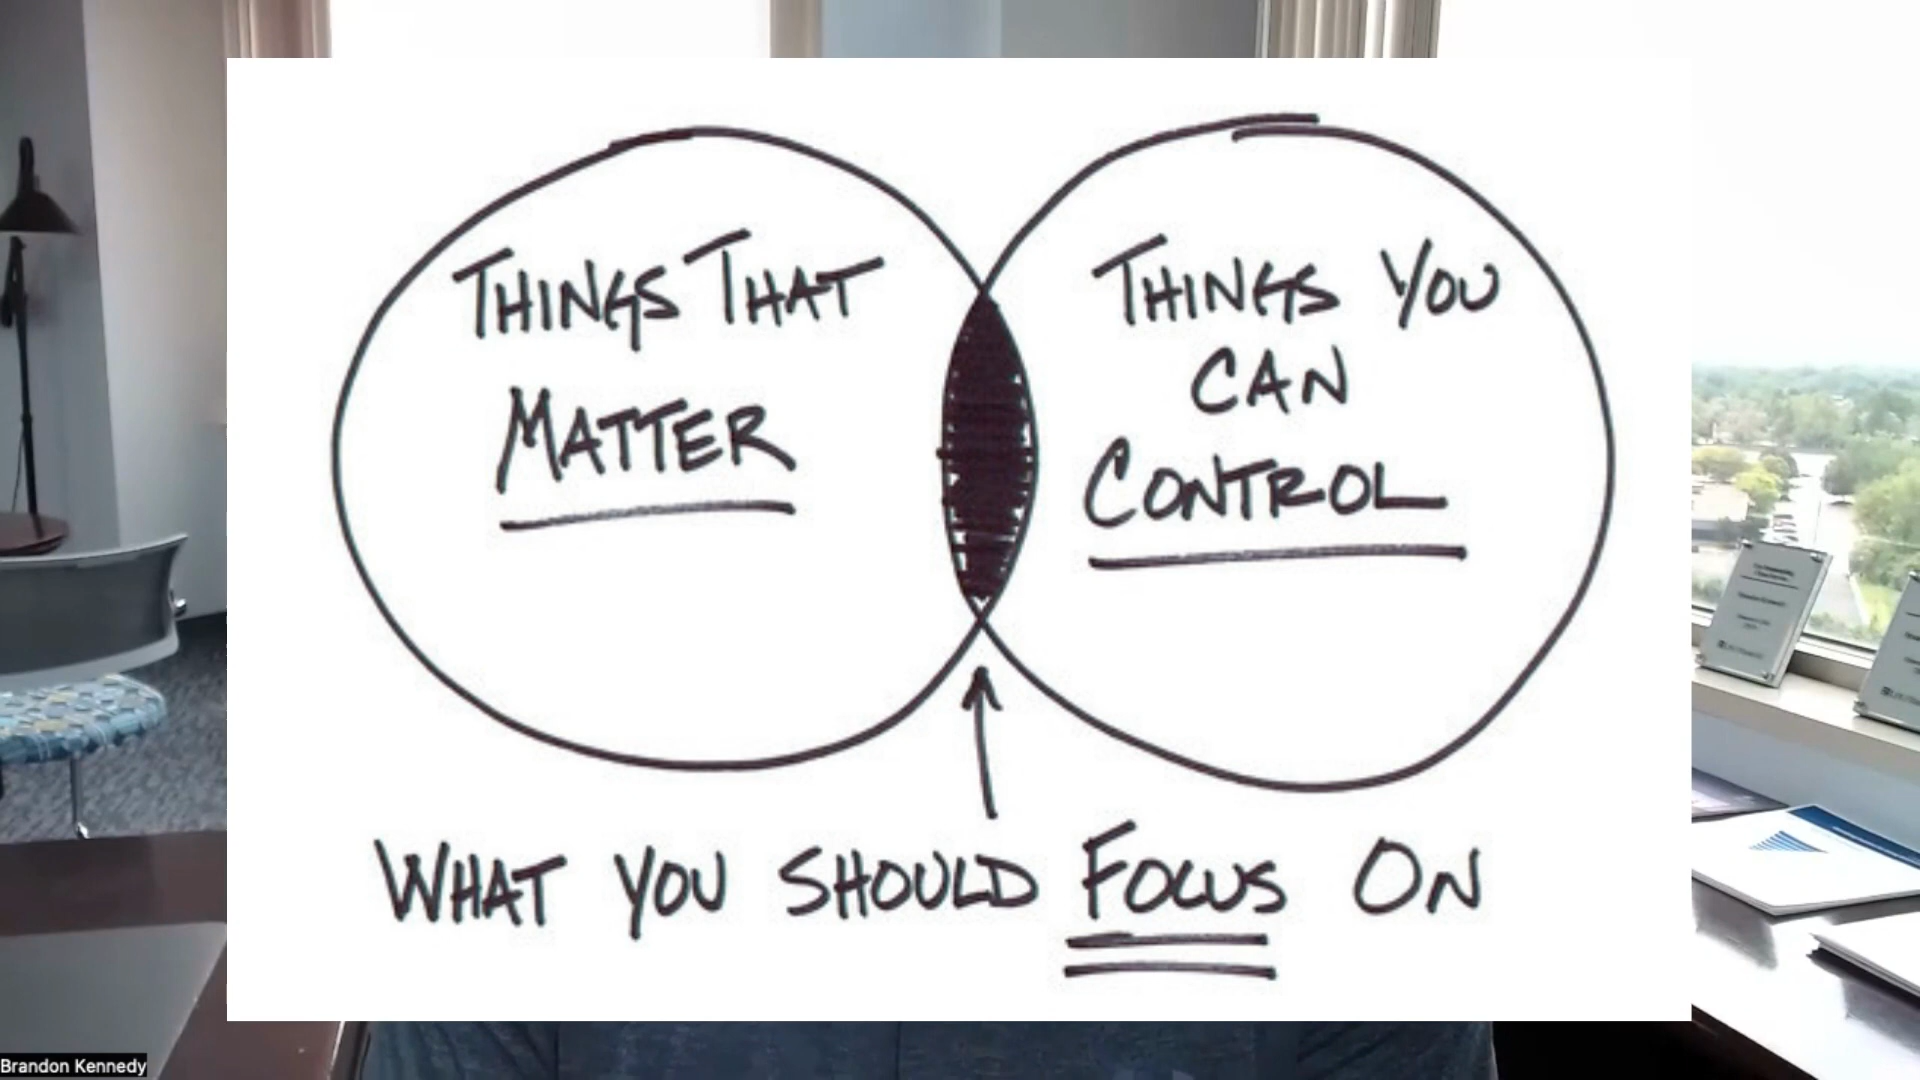 THINGS THAT
MATTER
THINGS YOU
CAN
CONTROL
WHAT YOU SHOULD FOCUS ON
Brandon Kennedy